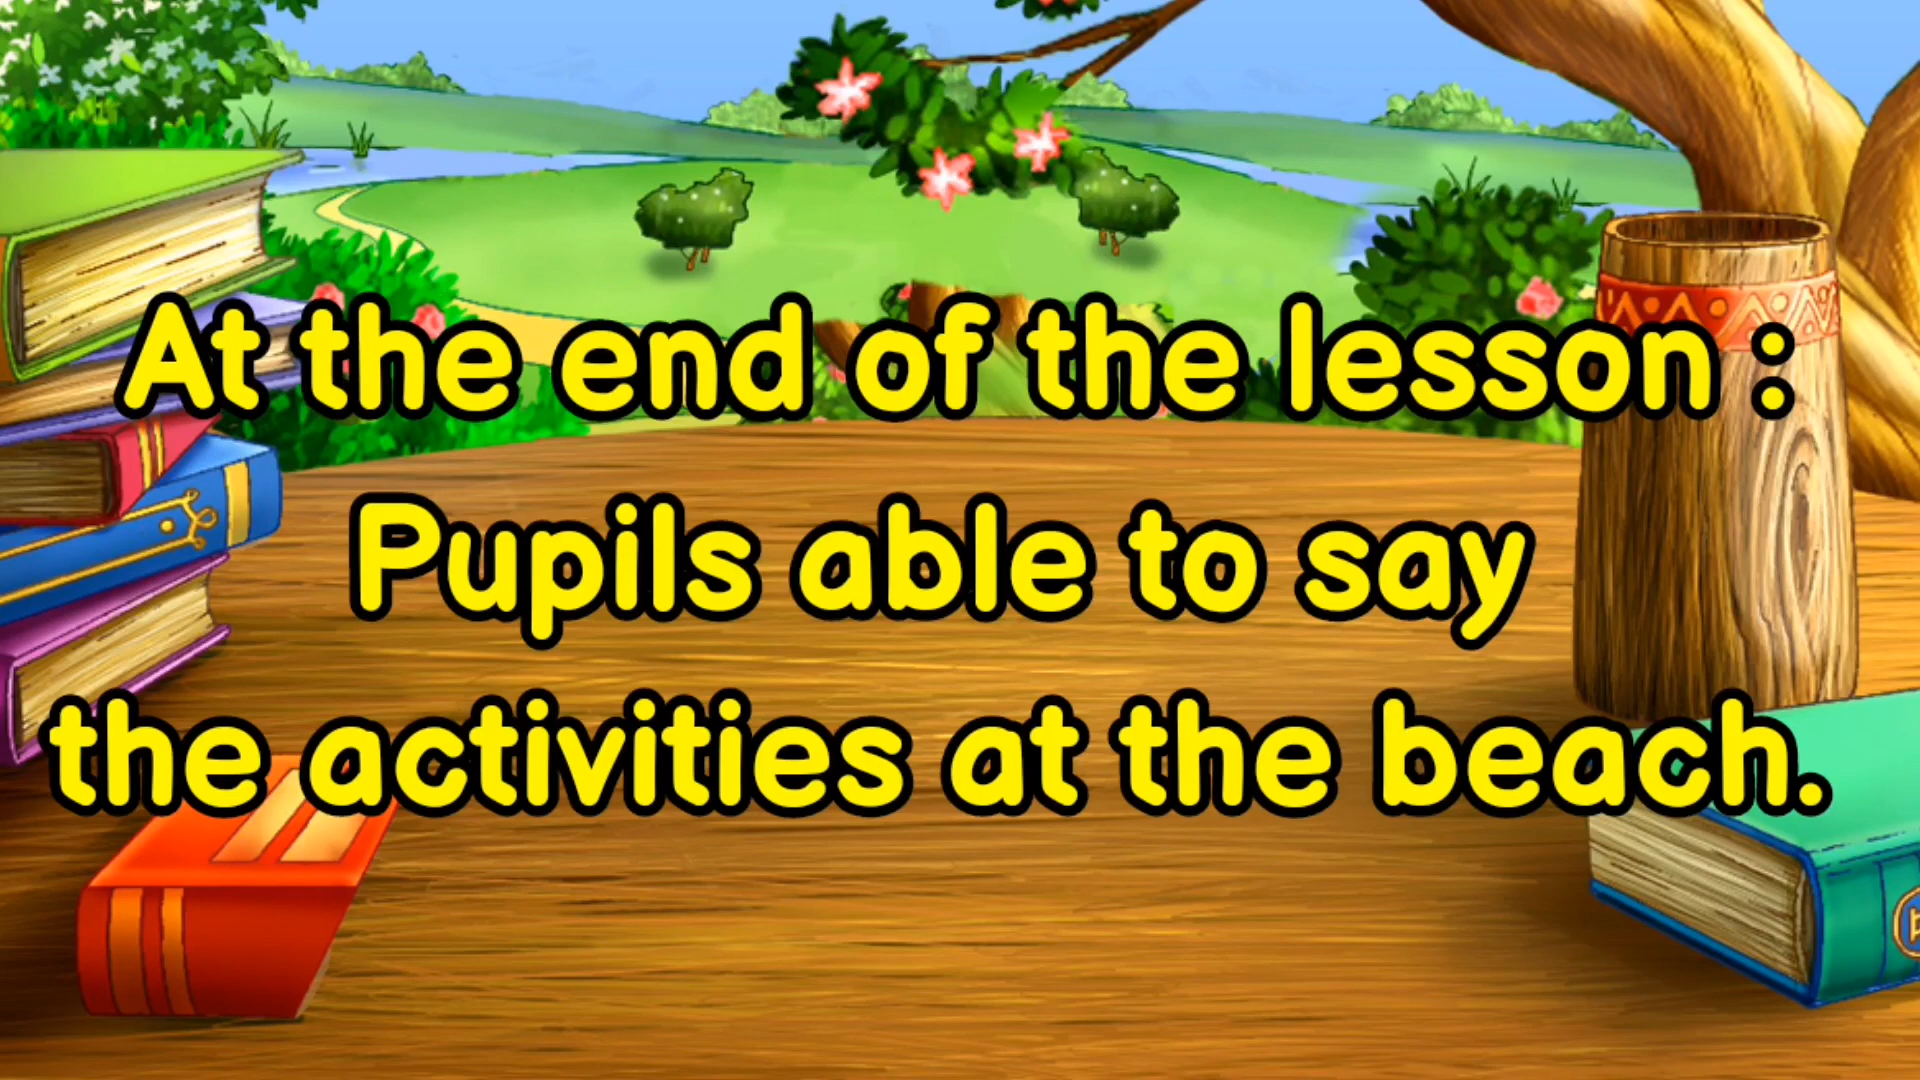 At the end of the lesson :
Pupils able to say
the activities at the beach.